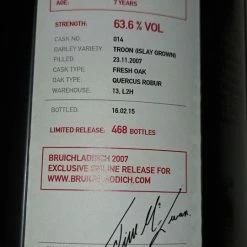 AGE: 7 YEARS
STRENGTH: 63.6 % VOL
CASK NO. 014
BARLEY VARIETY TROON (ISLAY GROWN)
FILLED: 23.11.2007
CASK TYPE FRESH OAK
OAK TYPE: QUERCUS ROBUR
WAREHOUSE: 13, L2H
BOTTLED: 16.02.15
LIMITED RELEASE: 468 BOTTLES
BRUICHLADDICH 2007
EXCLUSIVE ONLINE RELEASE FOR
WWW.BRUICHLADDICH.COM